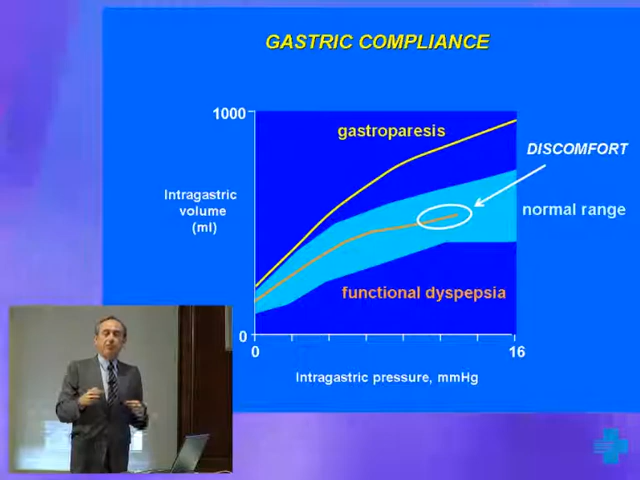 GASTRIC COMPLIANCE
1000
gastroparesis
DISCOMFORT
Intragastric
volume
(ml)
normal range
functional dyspepsia
0
0
16
Intragastric pressure, mmHg